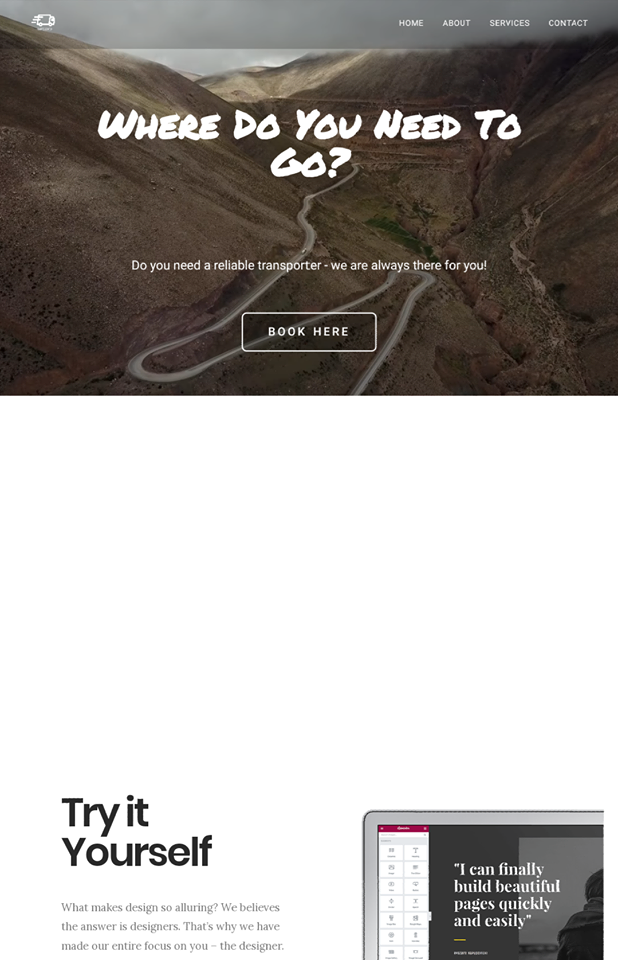 HOME ABOUT SERVICES CONTACT
Where Do You Need To
Go?
Do you need a reliable transporter - we are always there for you!
BOOK HERE
Try it
Yourself
What makes design so alluring? We believes
the answer is designers. That's why we have
made our entire focus on you – the designer.
"I can finally
build beautiful
pages quickly
and easily"